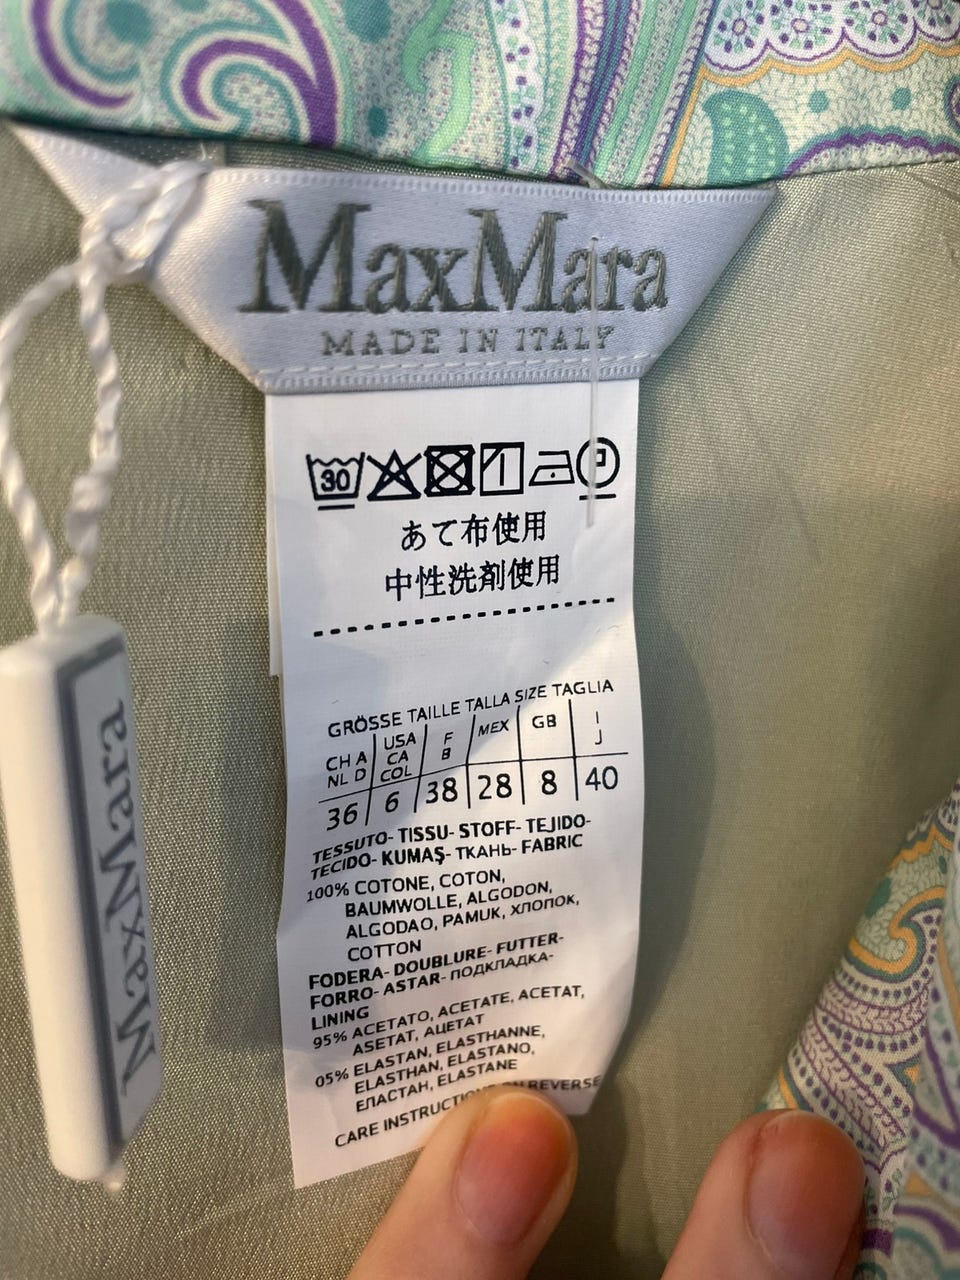 MaxMara
MADE IN ITALY
30
P
あて布使用
中性洗剤使用
GRÖSSE TAILLE TALLA SIZE TAGLIA
CH A NL D USA CA COL F B MEX GB I J
36 6 38 28 8 40
TESSUTO- TISSU- STOFF- TEJIDO-
TECIDO- KUMAŞ- ТКАНЬ- FABRIC
100% COTONE, COTON,
BAUMWOLLE, ALGODON,
ALGODAO, PAMUK, ХЛОПОК,
COTTON
FODERA- DOUBLURE- FUTTER-
FORRO- ASTAR- ПОДКЛАДКА-
LINING
95% ACETATO, ACETATE, ACETAT,
ASETAT, АЦЕТАТ
05% ELASTAN, ELASTHANNE,
ELASTHAN, ELASTANO,
ЕЛАСТАН, ELASTANE
CARE INSTRUCTIONS ON REVERSE
MaxMara